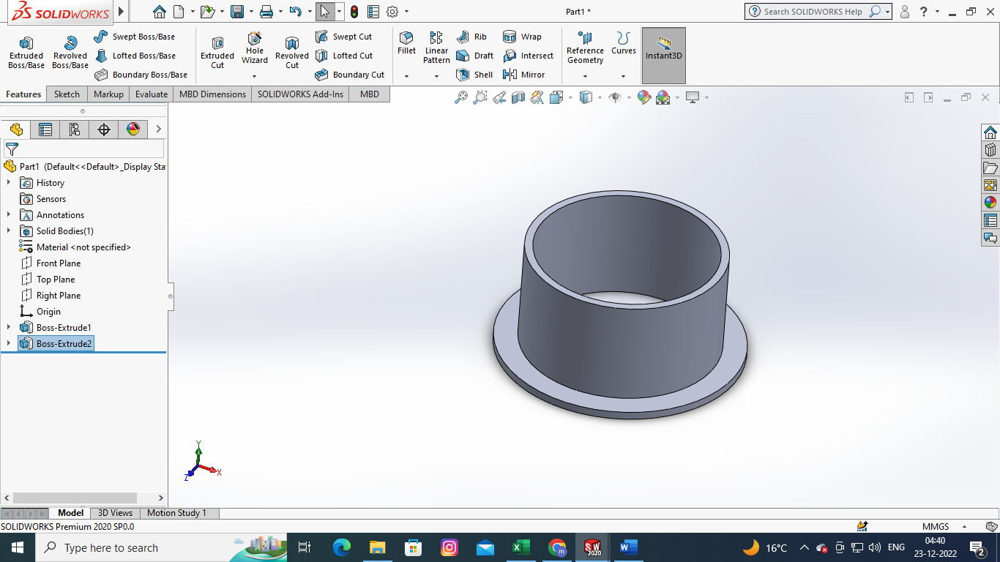 SOLIDWORKS
Part1 *
Search SOLIDWORKS Help
?
Extruded Boss/Base
Revolved Boss/Base
Swept Boss/Base
Lofted Boss/Base
Boundary Boss/Base
Extruded Cut
Hole Wizard
Revolved Cut
Swept Cut
Lofted Cut
Boundary Cut
Fillet
Linear Pattern
Rib
Draft
Shell
Wrap
Intersect
Mirror
Reference Geometry
Curves
Instant3D
Features
Sketch
Markup
Evaluate
MBD Dimensions
SOLIDWORKS Add-Ins
MBD
Part1 (Default<<Default>_Display Sta
History
Sensors
Annotations
Solid Bodies(1)
Material <not specified>
Front Plane
Top Plane
Right Plane
Origin
Boss-Extrude1
Boss-Extrude2
Y
X
Z
Model
3D Views
Motion Study 1
SOLIDWORKS Premium 2020 SP0.0
MMGS
Type here to search
SW
2020
16°C
ENG
04:40
23-12-2022
2